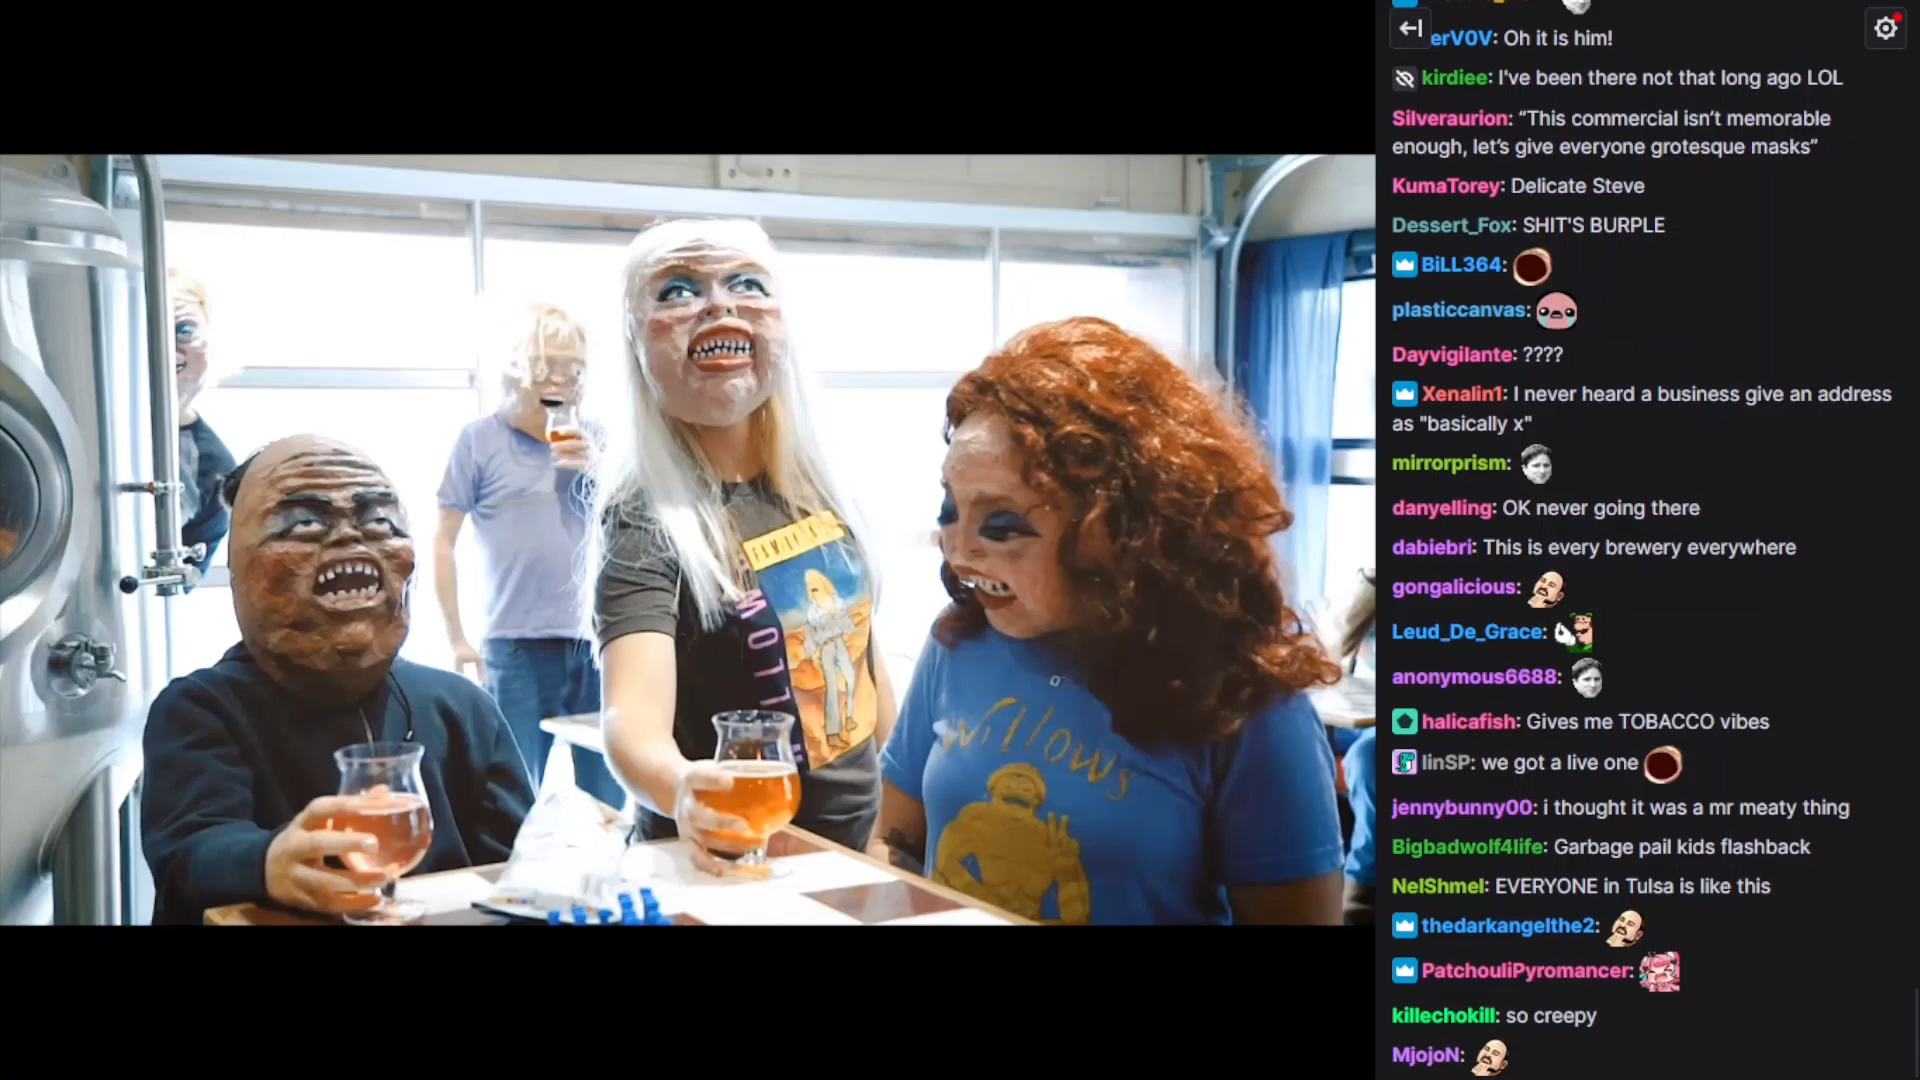 FAMILY
WOTTIM
Willows
erV0V: Oh it is him!
kirdiee: I've been there not that long ago LOL
Silveraurion: “This commercial isn’t memorable
enough, let’s give everyone grotesque masks”
KumaTorey: Delicate Steve
Dessert_Fox: SHIT'S BURPLE
BiLL364:
plasticcanvas:
Dayvigilante: ????
Xenalin1: I never heard a business give an address
as "basically x"
mirrorprism:
danyelling: OK never going there
dabiebri: This is every brewery everywhere
gongalicious:
Leud_De_Grace:
anonymous6688:
halicafish: Gives me TOBACCO vibes
linSP: we got a live one
jennybunny00: i thought it was a mr meaty thing
Bigbadwolf4life: Garbage pail kids flashback
NelShmel: EVERYONE in Tulsa is like this
thedarkangelthe2:
PatchouliPyromancer:
killechokill: so creepy
MjojoN: